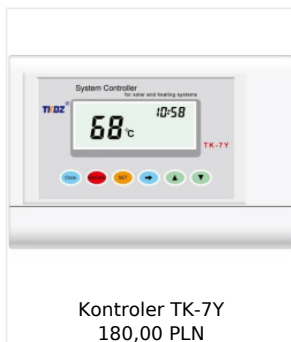 System Controller
for solar and heating systems
TKDZ®
10:58
68 °C
TK-7Y
Clock
SET
Kontroler TK-7Y
180,00 PLN